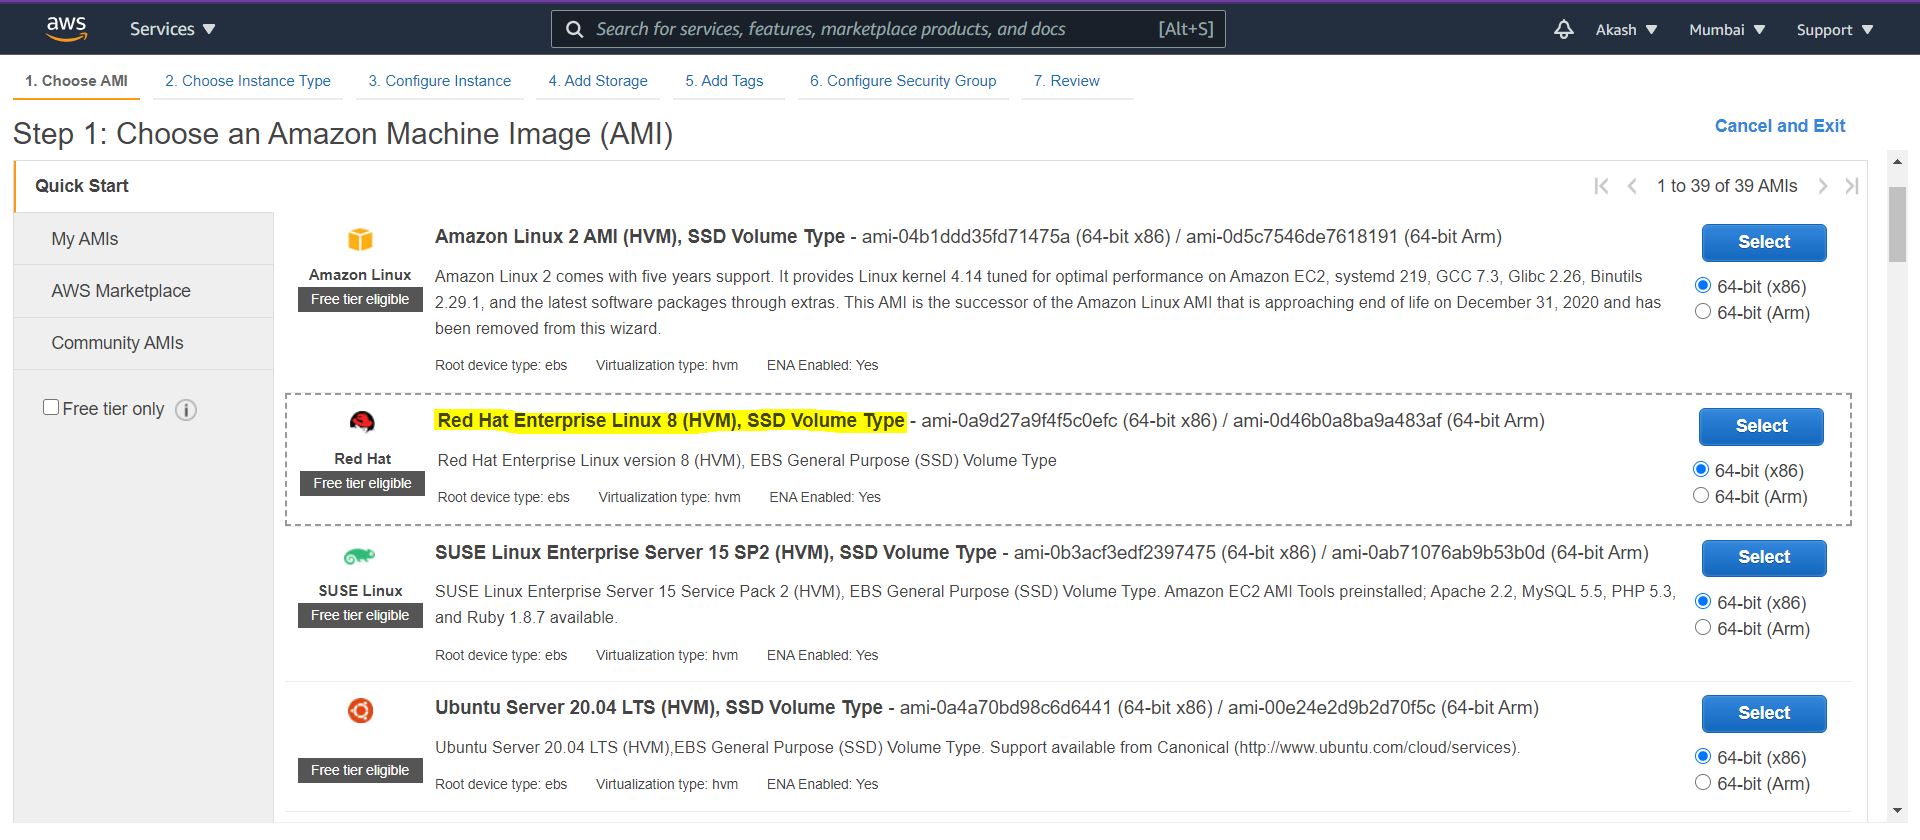 aws
Services
Search for services, features, marketplace products, and docs [Alt+S]
Akash
Mumbai
Support
1. Choose AMI
2. Choose Instance Type
3. Configure Instance
4. Add Storage
5. Add Tags
6. Configure Security Group
7. Review
Step 1: Choose an Amazon Machine Image (AMI)
Cancel and Exit
Quick Start
1 to 39 of 39 AMIs
My AMIs
AWS Marketplace
Community AMIs
Free tier only
i
Amazon Linux
Free tier eligible
Amazon Linux 2 AMI (HVM), SSD Volume Type - ami-04b1ddd35fd71475a (64-bit x86) / ami-0d5c7546de7618191 (64-bit Arm)
Amazon Linux 2 comes with five years support. It provides Linux kernel 4.14 tuned for optimal performance on Amazon EC2, systemd 219, GCC 7.3, Glibc 2.26, Binutils
2.29.1, and the latest software packages through extras. This AMI is the successor of the Amazon Linux AMI that is approaching end of life on December 31, 2020 and has
been removed from this wizard.
Root device type: ebs Virtualization type: hvm ENA Enabled: Yes
Select
64-bit (x86)
64-bit (Arm)
Red Hat
Free tier eligible
Red Hat Enterprise Linux 8 (HVM), SSD Volume Type - ami-0a9d27a9f4f5c0efc (64-bit x86) / ami-0d46b0a8ba9a483af (64-bit Arm)
Red Hat Enterprise Linux version 8 (HVM), EBS General Purpose (SSD) Volume Type
Root device type: ebs Virtualization type: hvm ENA Enabled: Yes
Select
64-bit (x86)
64-bit (Arm)
SUSE Linux
Free tier eligible
SUSE Linux Enterprise Server 15 SP2 (HVM), SSD Volume Type - ami-0b3acf3edf2397475 (64-bit x86) / ami-0ab71076ab9b53b0d (64-bit Arm)
SUSE Linux Enterprise Server 15 Service Pack 2 (HVM), EBS General Purpose (SSD) Volume Type. Amazon EC2 AMI Tools preinstalled; Apache 2.2, MySQL 5.5, PHP 5.3,
and Ruby 1.8.7 available.
Root device type: ebs Virtualization type: hvm ENA Enabled: Yes
Select
64-bit (x86)
64-bit (Arm)
Free tier eligible
Ubuntu Server 20.04 LTS (HVM), SSD Volume Type - ami-0a4a70bd98c6d6441 (64-bit x86) / ami-00e24e2d9b2d70f5c (64-bit Arm)
Ubuntu Server 20.04 LTS (HVM),EBS General Purpose (SSD) Volume Type. Support available from Canonical (http://www.ubuntu.com/cloud/services).
Root device type: ebs Virtualization type: hvm ENA Enabled: Yes
Select
64-bit (x86)
64-bit (Arm)